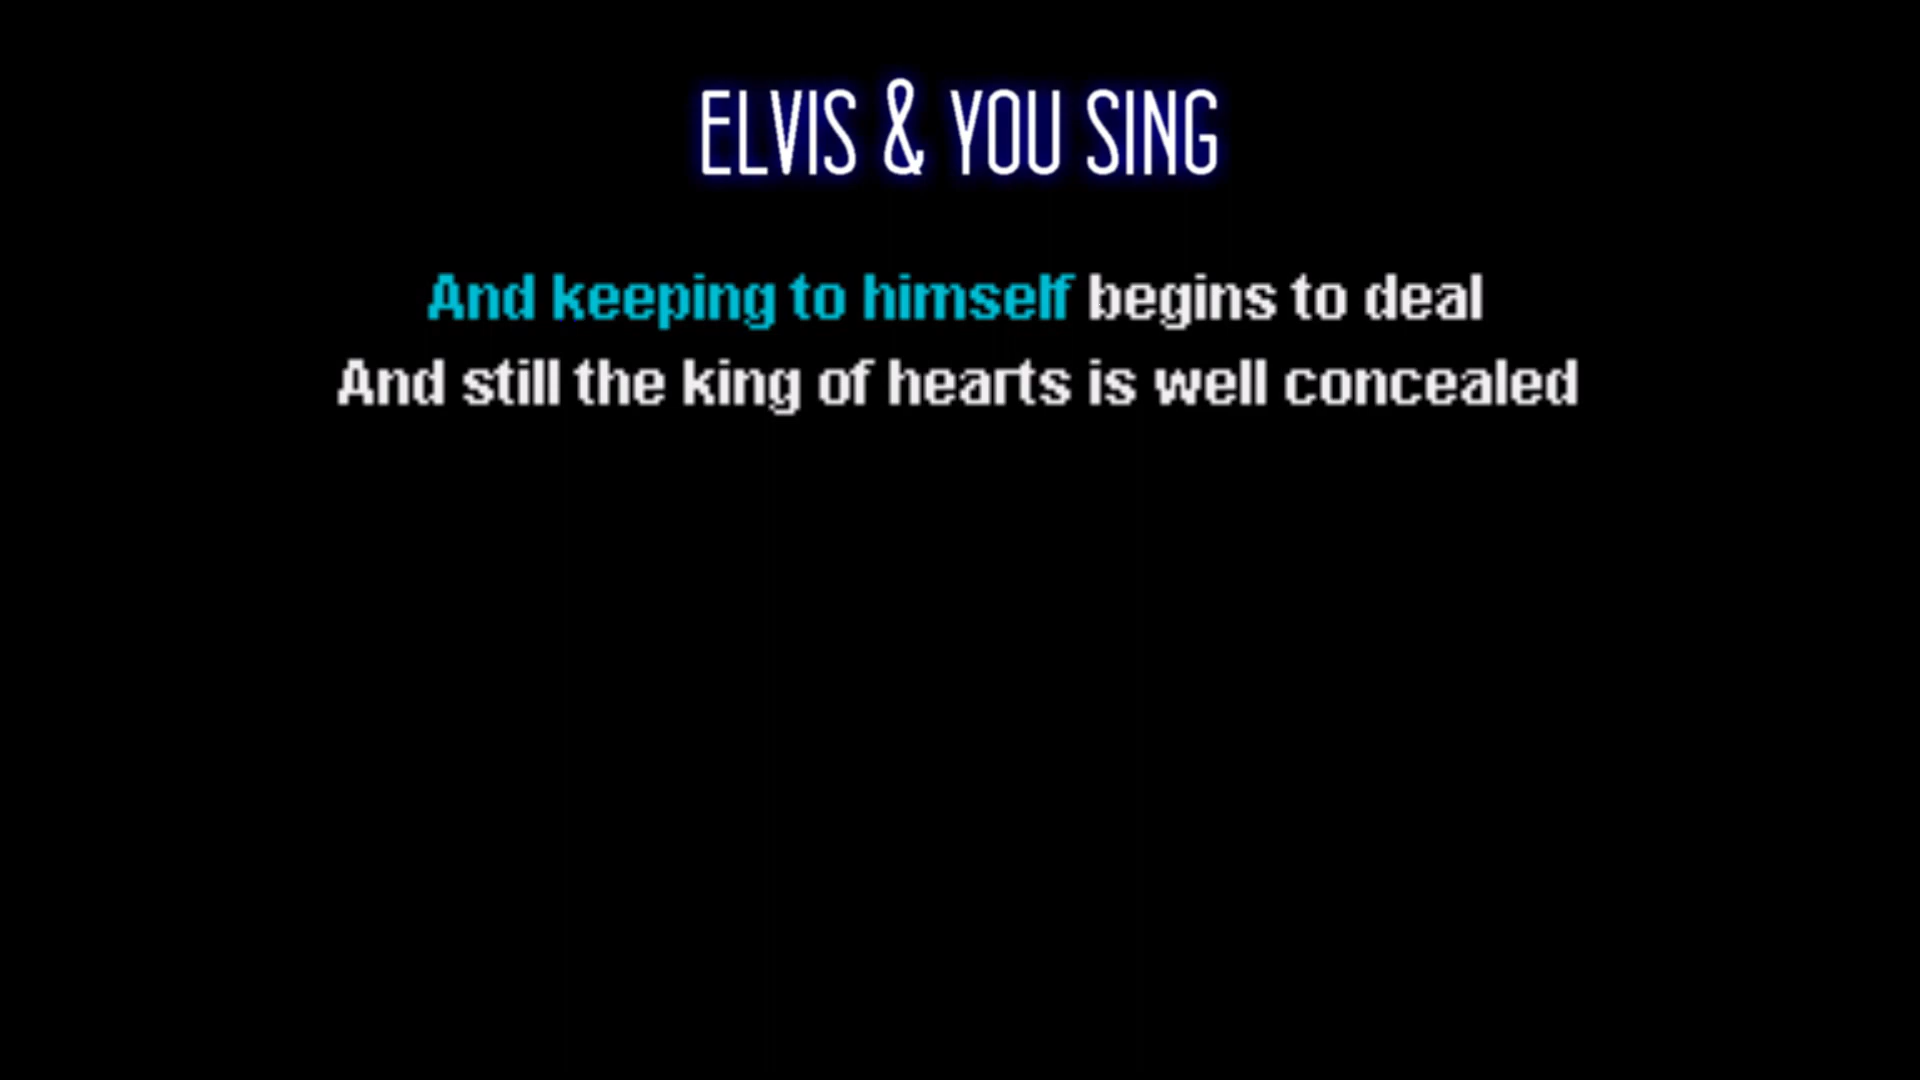 ELVIS & YOU SING
And keeping to himself begins to deal
And still the king of hearts is well concealed